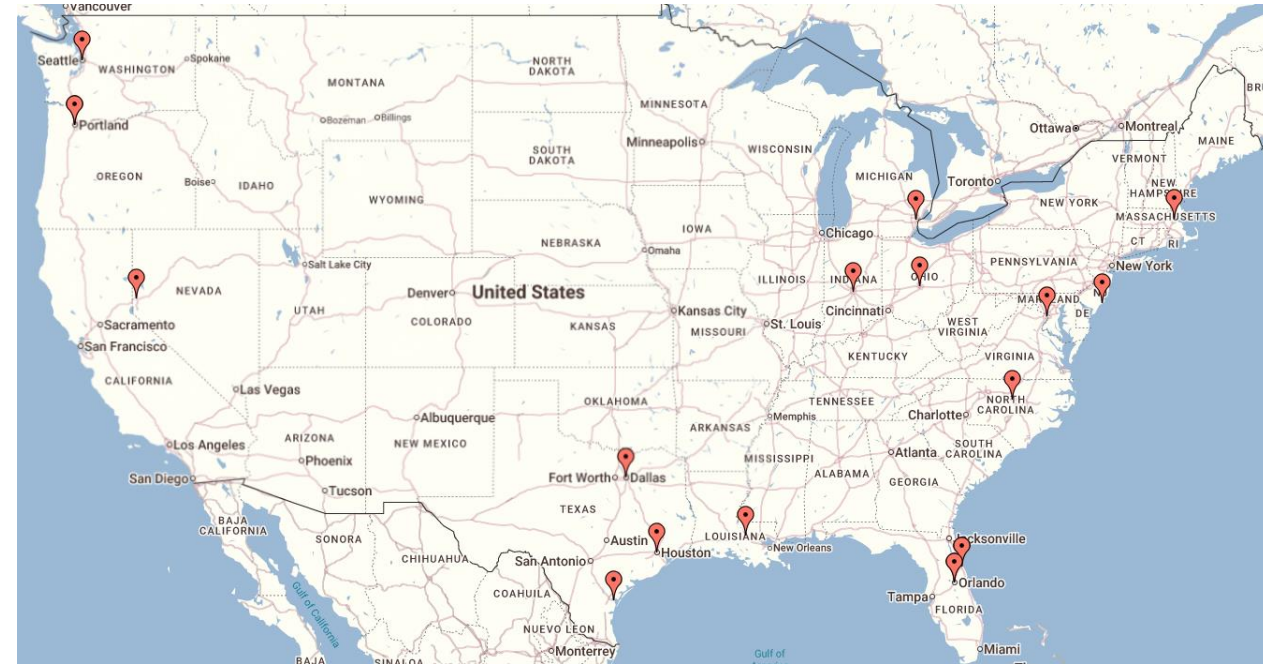 Vancouver
Seattle
WASHINGTON
Spokane
MONTANA
NORTH
DAKOTA
MINNESOTA
Ottawa
Montreal
MAINE
Portland
Bozeman
Billings
Minneapolis
WISCONSIN
SOUTH
DAKOTA
VERMONT
OREGON
Boise
IDAHO
WYOMING
MICHIGAN
Toronto
NEW YORK
NEW
MASSACHUSETTS
IOWA
Chicago
NEBRASKA
Omaha
CT
RI
Salt Lake City
PENNSYLVANIA
New York
NEVADA
UTAH
Denver
United States
ILLINOIS
INDIANA
OHIO
MARYLAND
DE
Sacramento
San Francisco
COLORADO
KANSAS
Kansas City
MISSOURI
St. Louis
Cincinnati
WEST
VIRGINIA
KENTUCKY
VIRGINIA
CALIFORNIA
Las Vegas
OKLAHOMA
TENNESSEE
NORTH
CAROLINA
Albuquerque
Memphis
Charlotte
ARKANSAS
Los Angeles
ARIZONA
NEW MEXICO
Phoenix
MISSISSIPPI
ALABAMA
Atlanta
SOUTH
CAROLINA
San Diego
Tucson
Fort Worth
Dallas
GEORGIA
TEXAS
BAJA
CALIFORNIA
SONORA
CHIHUAHUA
Austin
San Antonio
Houston
LOUISIANA
New Orleans
Gulf of California
COAHUILA
Orlando
Tampa
FLORIDA
NUEVO LEON
Monterrey
BAJA
SINALOA
Gulf of
Miami